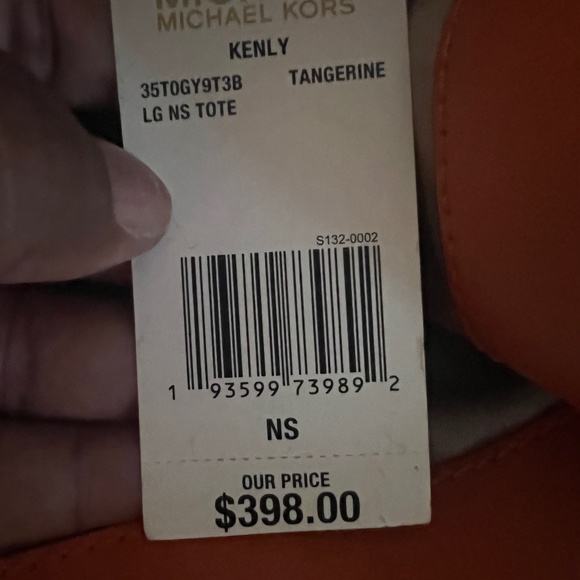 MICHAEL KORS
KENLY
35T0GY9T3B TANGERINE
LG NS TOTE
S132-0002
1 93599 73989 2
NS
OUR PRICE
$398.00